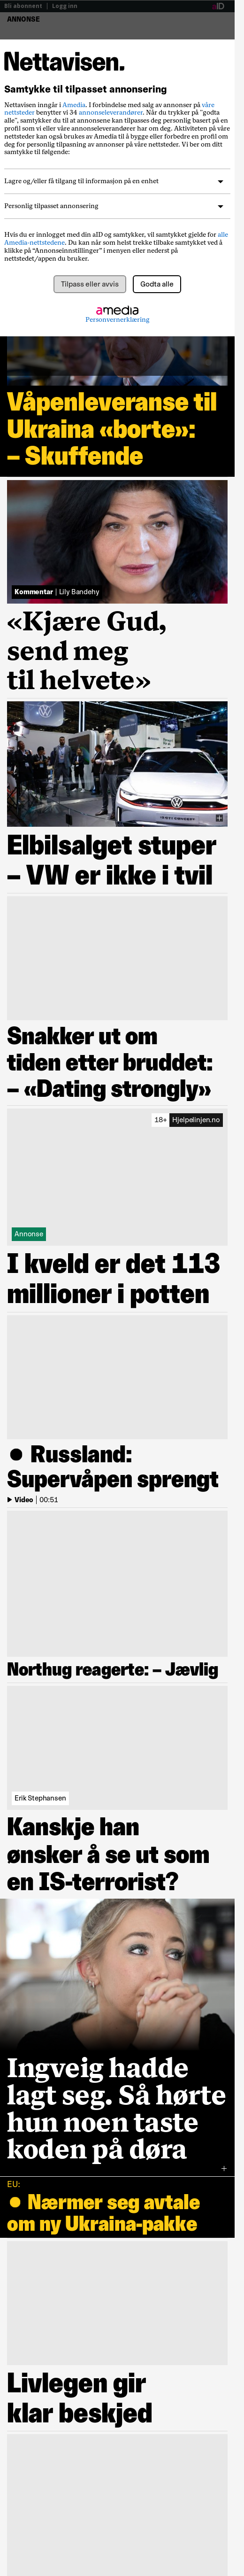 Bli abonnent | Logg inn
aID
ANNONSE
Nettavisen.
Samtykke til tilpasset annonsering
Nettavisen inngår i Amedia. I forbindelse med salg av annonser på våre
nettsteder benytter vi 34 annonseleverandører. Når du trykker på "godta
alle", samtykker du til at annonsene kan tilpasses deg personlig basert på en
profil som vi eller våre annonseleverandører har om deg. Aktiviteten på våre
nettsteder kan også brukes av Amedia til å bygge eller forbedre en profil om
deg for personlig tilpasning av annonser på våre nettsteder. Vi ber om ditt
samtykke til følgende:
Lagre og/eller få tilgang til informasjon på en enhet
Personlig tilpasset annonsering
Hvis du er innlogget med din aID og samtykker, vil samtykket gjelde for alle
Amedia-nettstedene. Du kan når som helst trekke tilbake samtykket ved å
klikke på “Annonseinnstillinger” i menyen eller nederst på
nettstedet/appen du bruker.
Tilpass eller avvis
Godta alle
amedia
Personvernerklæring
Våpenleveranse til
Ukraina «borte»:
– Skuffende
Kommentar | Lily Bandehy
«Kjære Gud,
send meg
til helvete»
Elbilsalget stuper
– VW er ikke i tvil
Snakker ut om
tiden etter bruddet:
– «Dating strongly»
18+ Hjelpelinjen.no
Annonse
I kveld er det 113
millioner i potten
● Russland:
Supervåpen sprengt
Video | 00:51
Northug reagerte: – Jævlig
Erik Stephansen
Kanskje han
ønsker å se ut som
en IS-terrorist?
Ingveig hadde
lagt seg. Så hørte
hun noen taste
koden på døra
EU:
● Nærmer seg avtale
om ny Ukraina-pakke
Livlegen gir
klar beskjed